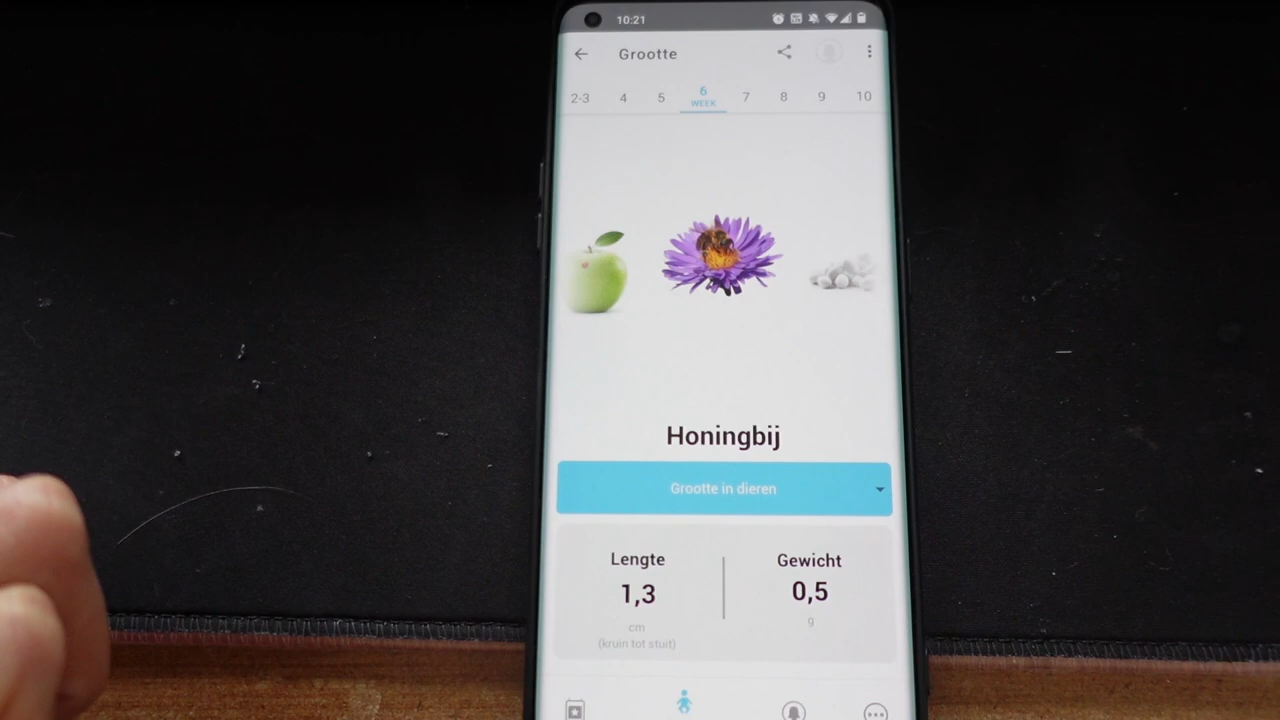 10:21
Grootte
2-3 4 5 6 7 8 9 10
WEEK
Honingbij
Grootte in dieren
Lengte Gewicht
1,3 0,5
cm g
(kruin tot stuit)